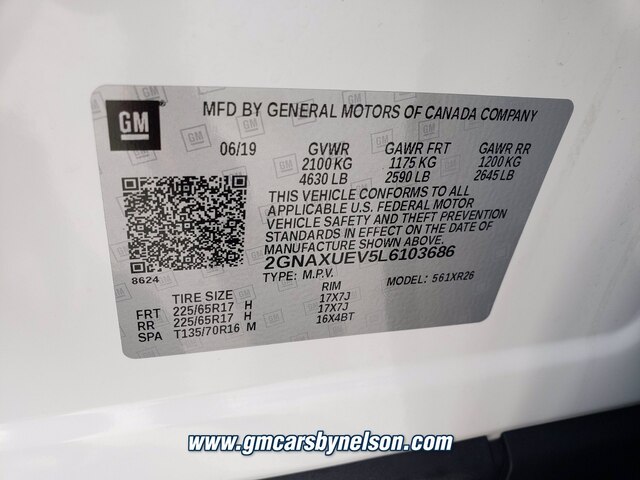 GM
MFD BY GENERAL MOTORS OF CANADA COMPANY
06/19 GVWR GAWR FRT GAWR RR
2100 KG 1175 KG 1200 KG
4630 LB 2590 LB 2645 LB
THIS VEHICLE CONFORMS TO ALL
APPLICABLE U.S. FEDERAL MOTOR
VEHICLE SAFETY AND THEFT PREVENTION
STANDARDS IN EFFECT ON THE DATE OF
MANUFACTURE SHOWN ABOVE.
8624 2GNAXUEV5L6103686
TYPE: M.P.V. MODEL: 561XR26
TIRE SIZE RIM
FRT 225/65R17 H 17X7J
RR 225/65R17 H 17X7J
SPA T135/70R16 M 16X4BT
www.gmcarsbynelson.com